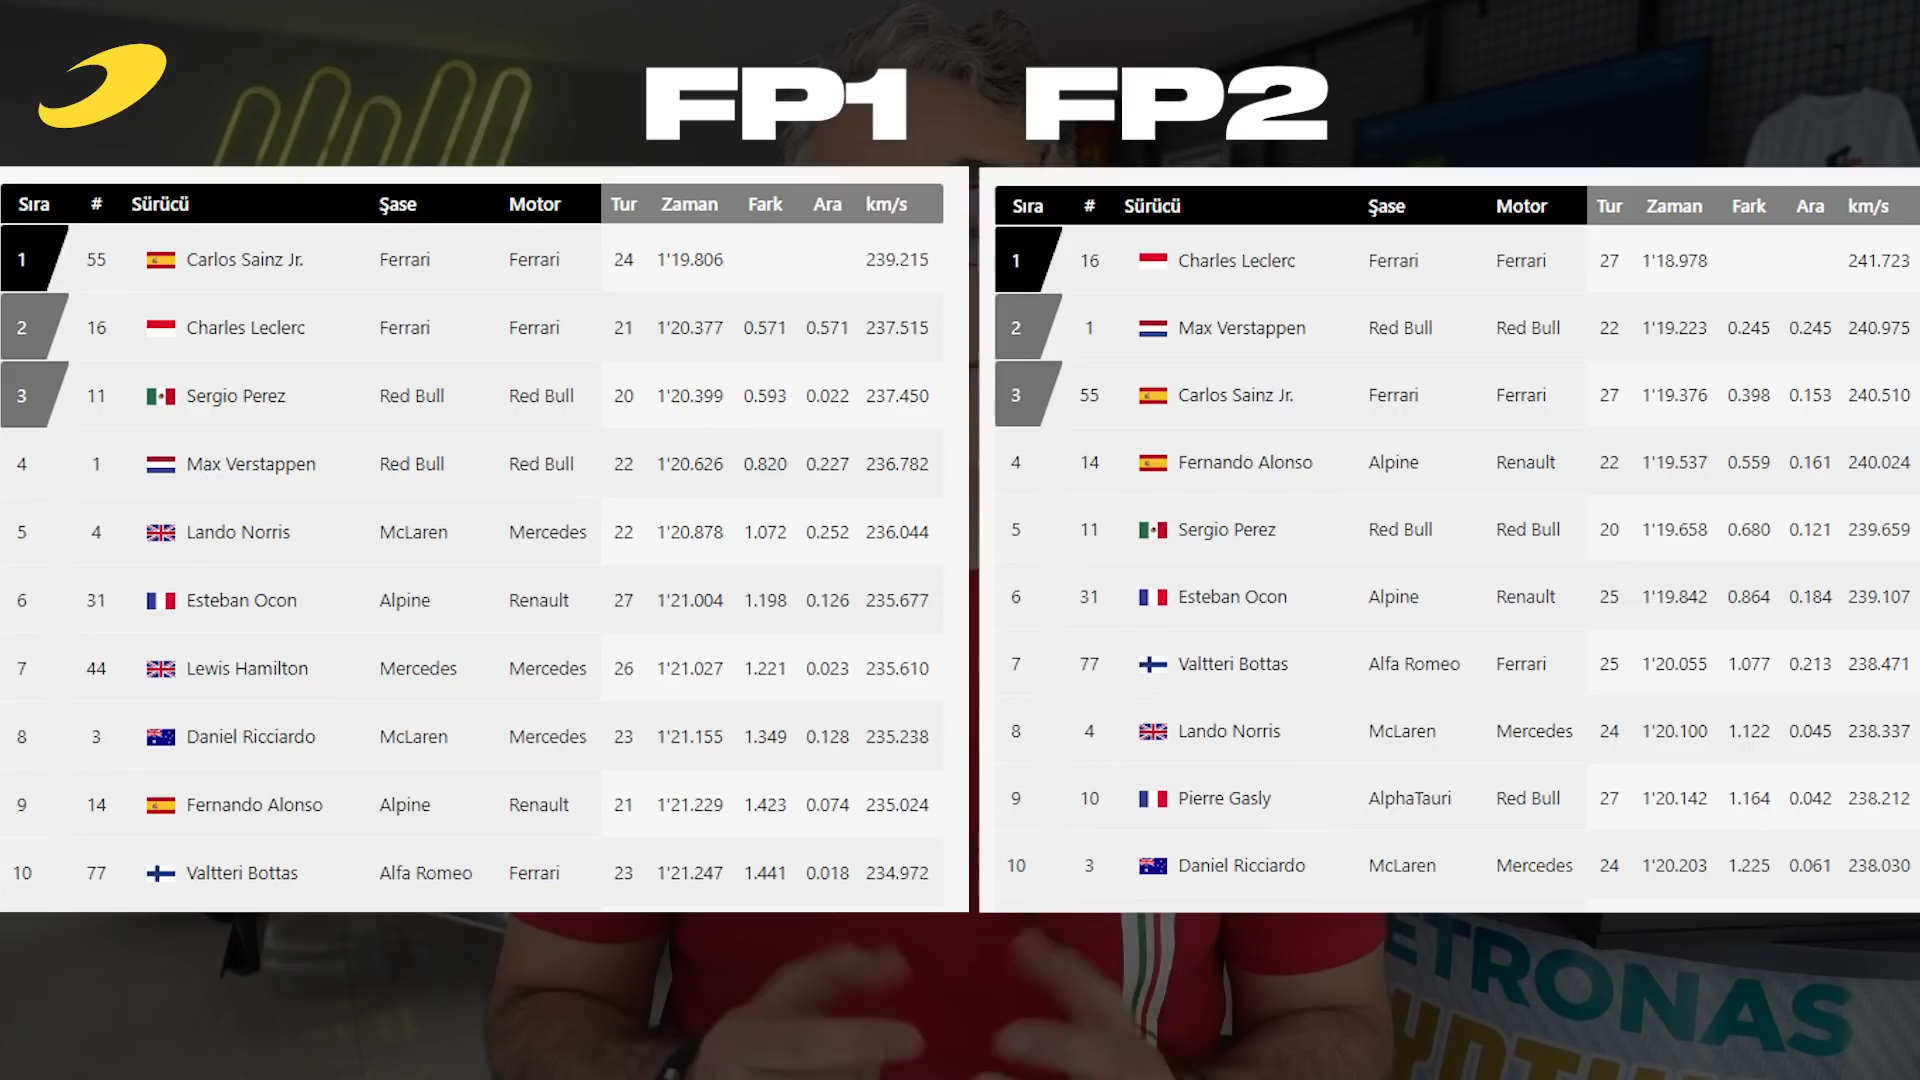 FP1 FP2
Sıra # Sürücü Şase Motor Tur Zaman Fark Ara km/s
1 55 Carlos Sainz Jr. Ferrari Ferrari 24 1'19.806 239.215
2 16 Charles Leclerc Ferrari Ferrari 21 1'20.377 0.571 0.571 237.515
3 11 Sergio Perez Red Bull Red Bull 20 1'20.399 0.593 0.022 237.450
4 1 Max Verstappen Red Bull Red Bull 22 1'20.626 0.820 0.227 236.782
5 4 Lando Norris McLaren Mercedes 22 1'20.878 1.072 0.252 236.044
6 31 Esteban Ocon Alpine Renault 27 1'21.004 1.198 0.126 235.677
7 44 Lewis Hamilton Mercedes Mercedes 26 1'21.027 1.221 0.023 235.610
8 3 Daniel Ricciardo McLaren Mercedes 23 1'21.155 1.349 0.128 235.238
9 14 Fernando Alonso Alpine Renault 21 1'21.229 1.423 0.074 235.024
10 77 Valtteri Bottas Alfa Romeo Ferrari 23 1'21.247 1.441 0.018 234.972
Sıra # Sürücü Şase Motor Tur Zaman Fark Ara km/s
1 16 Charles Leclerc Ferrari Ferrari 27 1'18.978 241.723
2 1 Max Verstappen Red Bull Red Bull 22 1'19.223 0.245 0.245 240.975
3 55 Carlos Sainz Jr. Ferrari Ferrari 27 1'19.376 0.398 0.153 240.510
4 14 Fernando Alonso Alpine Renault 22 1'19.537 0.559 0.161 240.024
5 11 Sergio Perez Red Bull Red Bull 20 1'19.658 0.680 0.121 239.659
6 31 Esteban Ocon Alpine Renault 25 1'19.842 0.864 0.184 239.107
7 77 Valtteri Bottas Alfa Romeo Ferrari 25 1'20.055 1.077 0.213 238.471
8 4 Lando Norris McLaren Mercedes 24 1'20.100 1.122 0.045 238.337
9 10 Pierre Gasly AlphaTauri Red Bull 27 1'20.142 1.164 0.042 238.212
10 3 Daniel Ricciardo McLaren Mercedes 24 1'20.203 1.225 0.061 238.030
ETRONAS